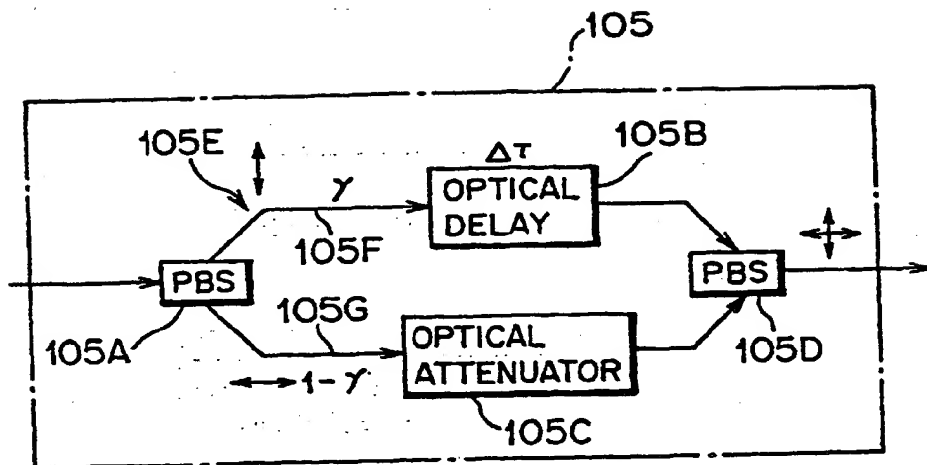 105
105E
Δτ
105B
γ
OPTICAL
DELAY
105F
PBS
PBS
105A
105G
OPTICAL
ATTENUATOR
105D
1-γ
105C